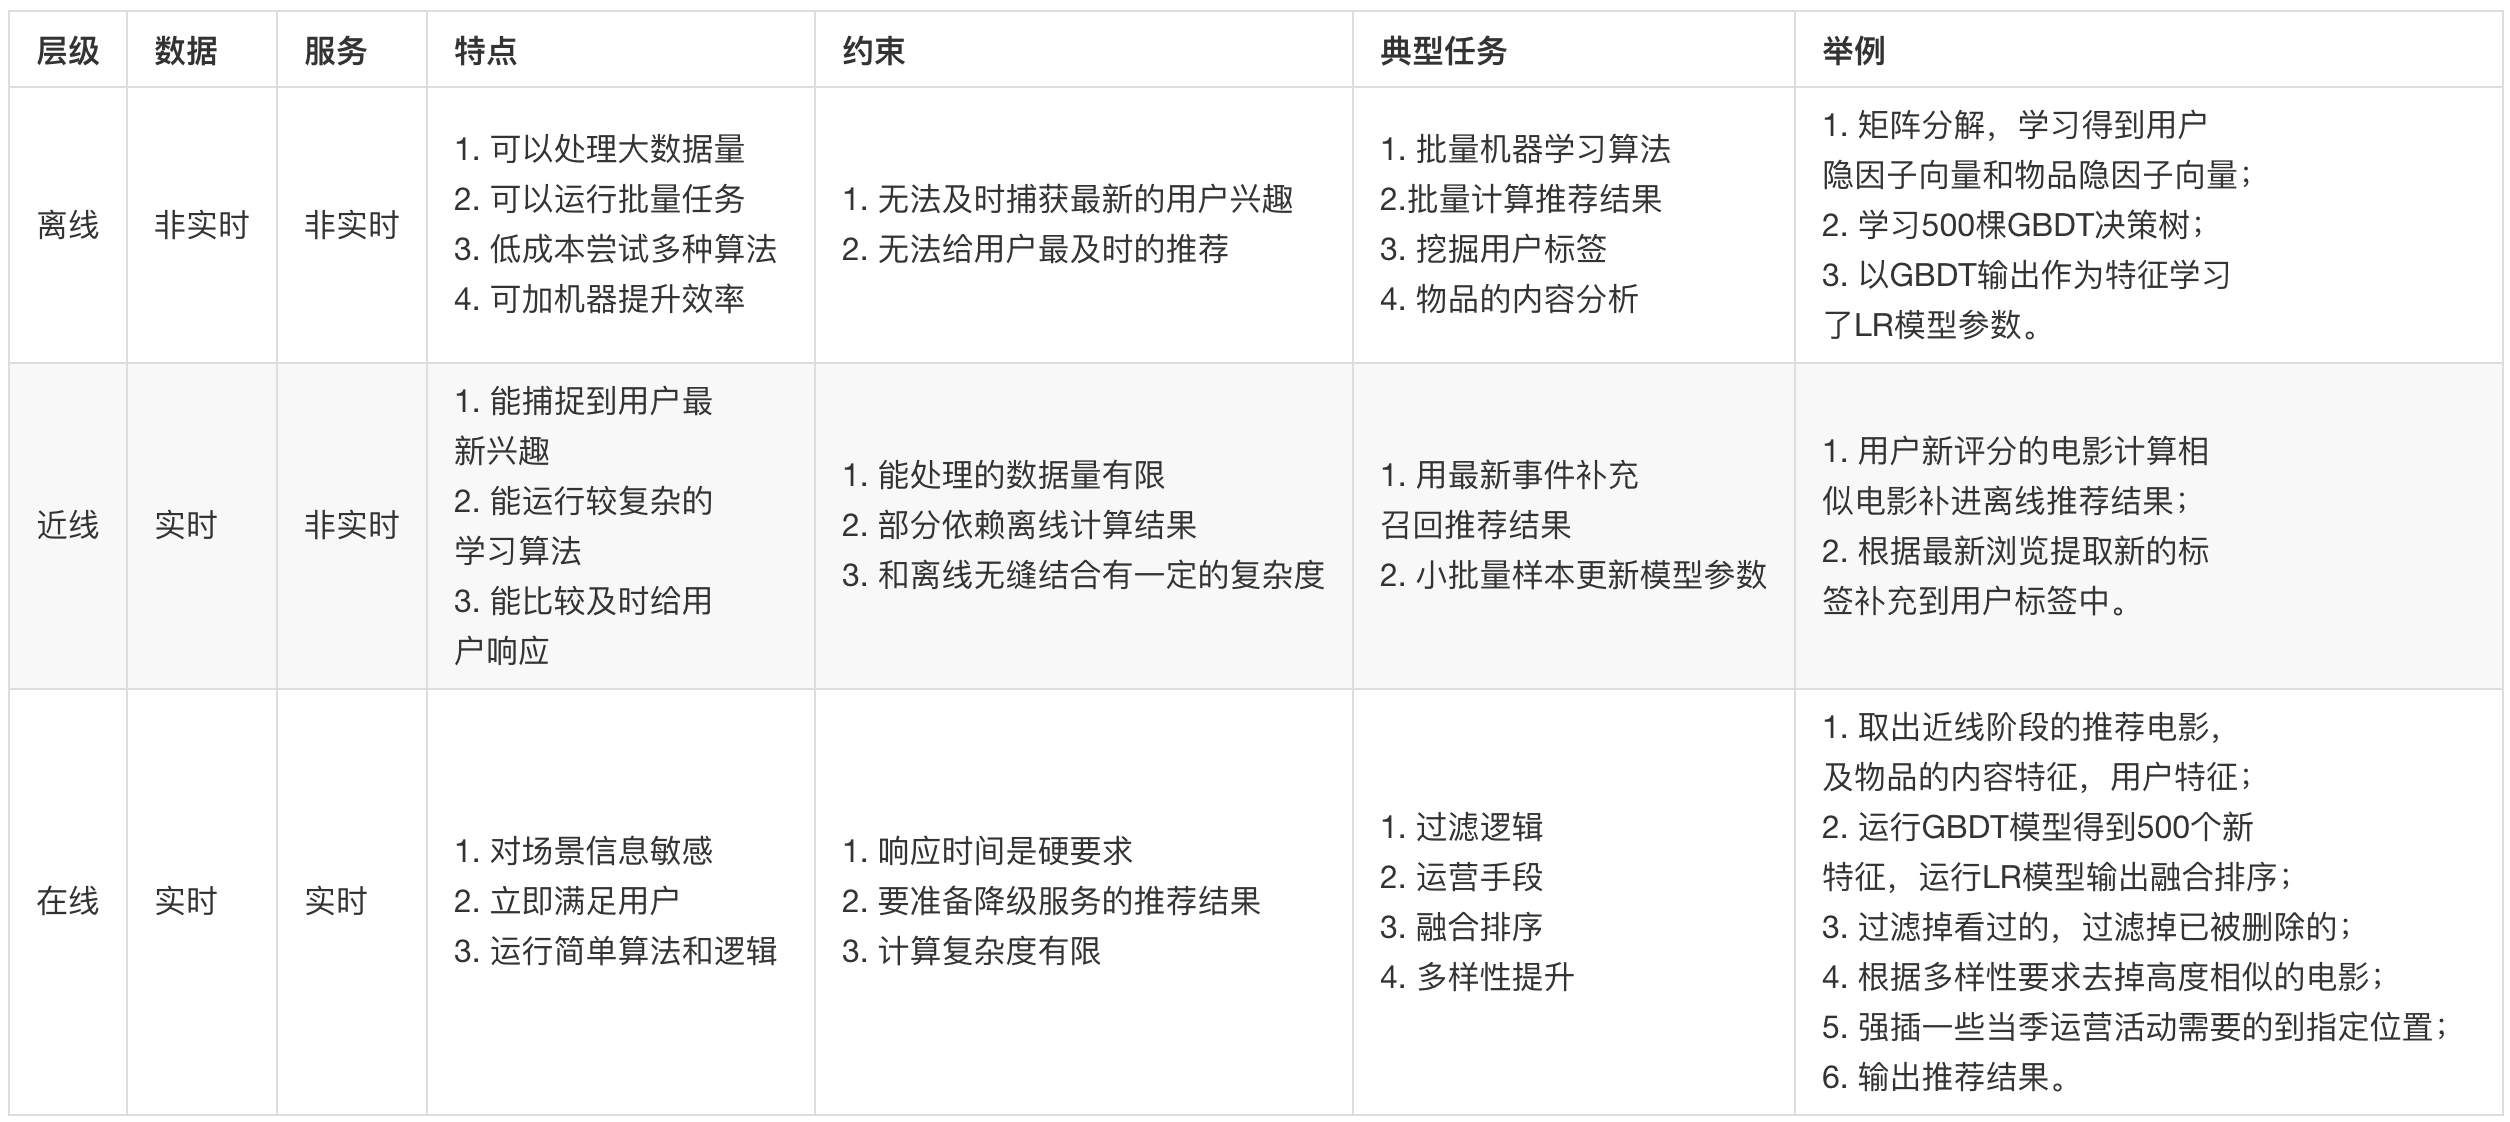 层级
数据
服务
特点
约束
典型任务
举例
离线
非实时
非实时
1. 可以处理大数据量
2. 可以运行批量任务
3. 低成本尝试多种算法
4. 可加机器提升效率
1. 无法及时捕获最新的用户兴趣
2. 无法给用户最及时的推荐
1. 批量机器学习算法
2.批量计算推荐结果
3. 挖掘用户标签
4. 物品的内容分析
1. 矩阵分解，学习得到用户
隐因子向量和物品隐因子向量；
2. 学习500棵GBDT决策树；
3. 以GBDT输出作为特征学习
了LR模型参数。
近线
实时
非实时
1. 能捕捉到用户最
新兴趣
2. 能运行较复杂的
学习算法
3. 能比较及时给用
户响应
1. 能处理的数据量有限
2. 部分依赖离线计算结果
3. 和离线无缝结合有一定的复杂度
1. 用最新事件补充
召回推荐结果
2. 小批量样本更新模型参数
1. 用户新评分的电影计算相
似电影补进离线推荐结果；
2. 根据最新浏览提取新的标
签补充到用户标签中。
在线
实时
实时
1. 对场景信息敏感
2. 立即满足用户
3. 运行简单算法和逻辑
1. 响应时间是硬要求
2. 要准备降级服务的推荐结果
3. 计算复杂度有限
1. 过滤逻辑
2. 运营手段
3. 融合排序
4. 多样性提升
1. 取出近线阶段的推荐电影，
及物品的内容特征，用户特征；
2. 运行GBDT模型得到500个新
特征，运行LR模型输出融合排序；
3. 过滤掉看过的，过滤掉已被删除的；
4. 根据多样性要求去掉高度相似的电影；
5. 强插一些当季运营活动需要的到指定位置；
6. 输出推荐结果。